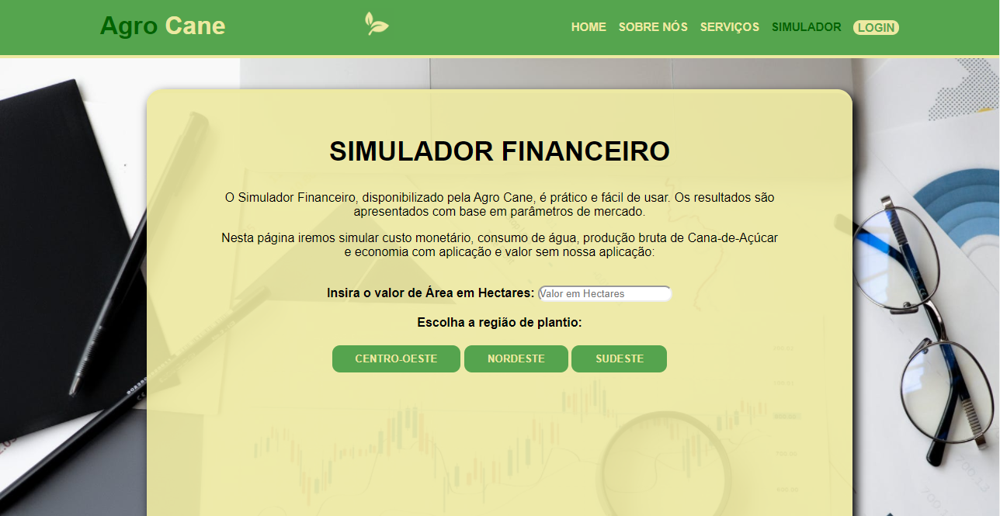 Agro Cane
HOME SOBRE NÓS SERVIÇOS SIMULADOR LOGIN
SIMULADOR FINANCEIRO
O Simulador Financeiro, disponibilizado pela Agro Cane, é prático e fácil de usar. Os resultados são
apresentados com base em parâmetros de mercado.
Nesta página iremos simular custo monetário, consumo de água, produção bruta de Cana-de-Açúcar
e economia com aplicação e valor sem nossa aplicação:
Insira o valor de Área em Hectares: Valor em Hectares
Escolha a região de plantio:
CENTRO-OESTE NORDESTE SUDESTE